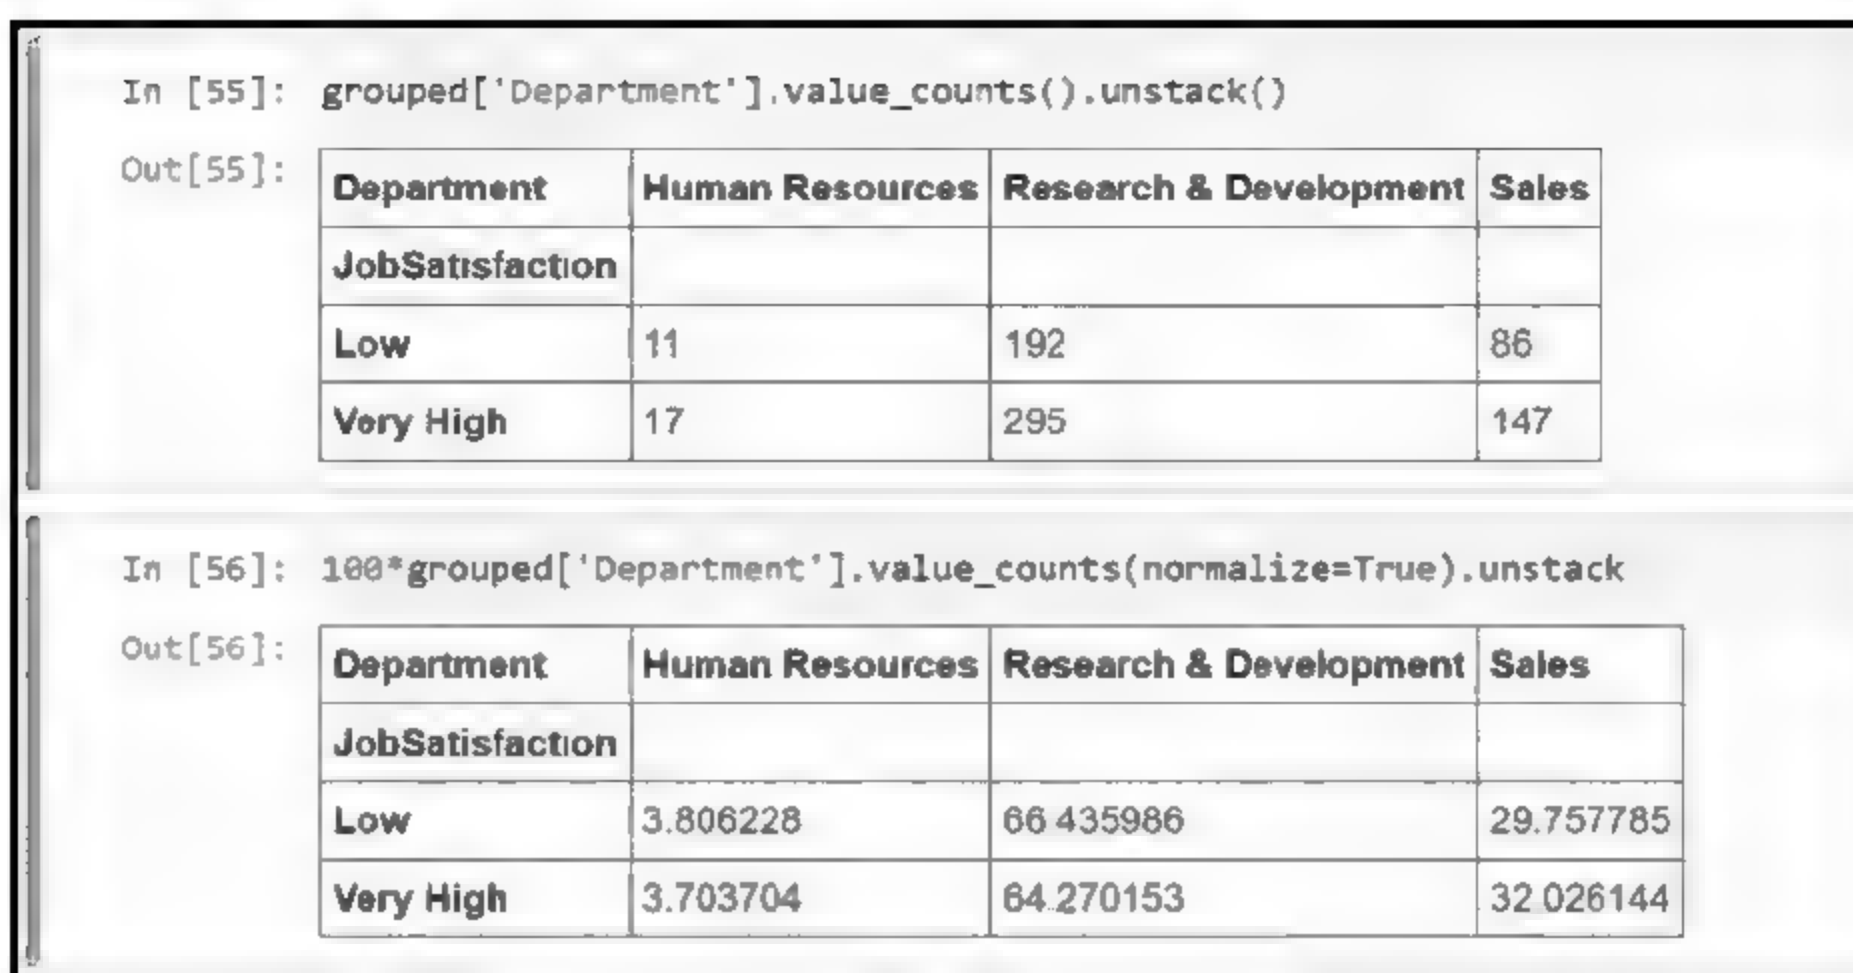 In [55]: grouped['Department'].value_counts().unstack()
Out[55]:
Department Human Resources Research & Development Sales
JobSatisfaction
Low 11 192 86
Very High 17 295 147
In [56]: 100*grouped['Department'].value_counts(normalize=True).unstack
Out[56]:
Department Human Resources Research & Development Sales
JobSatisfaction
Low 3.806228 66.435986 29.757785
Very High 3.703704 64.270153 32.026144